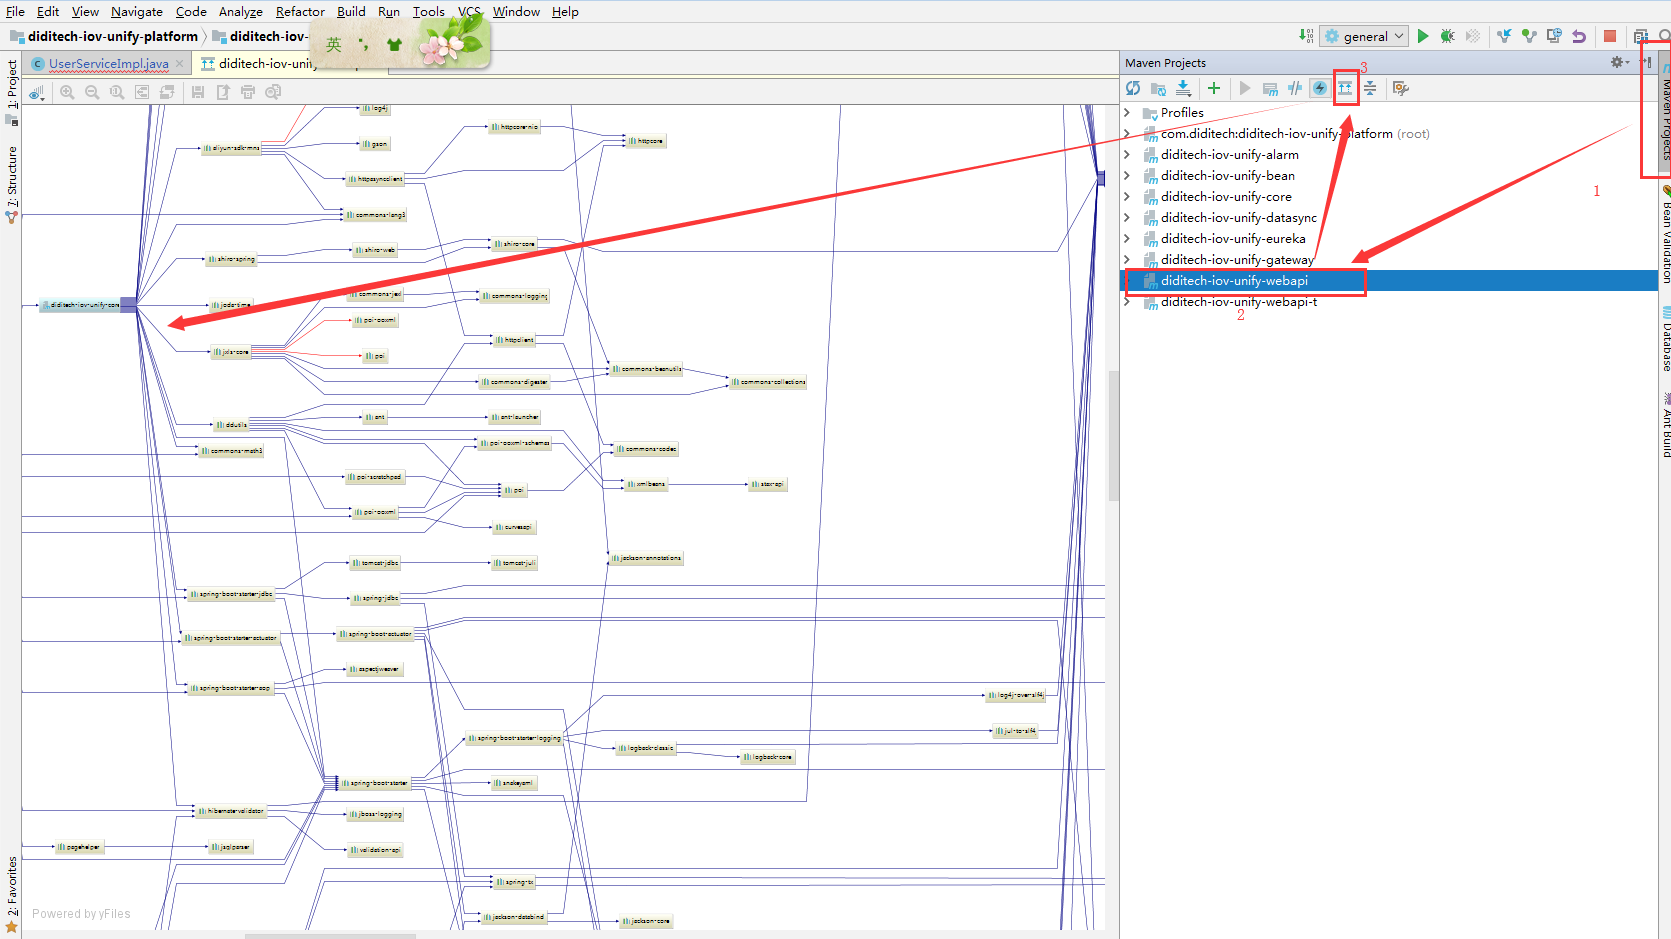 File Edit View Navigate Code Analyze Refactor Build Run Tools VCS Window Help
diditech-iov-unify-platform
diditech-iov-
英
general
UserServiceImpl.java
diditech-iov-unify-
1: Project
7: Structure
2: Favorites
Maven Projects
3
Profiles
com.diditech:diditech-iov-unify-platform (root)
diditech-iov-unify-alarm
diditech-iov-unify-bean
diditech-iov-unify-core
diditech-iov-unify-datasync
diditech-iov-unify-eureka
diditech-iov-unify-gateway
diditech-iov-unify-webapi
diditech-iov-unify-webapi-t
1
2
Maven Projects
Bean Validation
Database
Ant Build
log4j
gson
aliyun-sdk-mns
httpasyncclient
httpcore-nio
httpcore
commons-lang3
shiro-web
shiro-core
shiro-spring
diditech-iov-unify-core
joda-time
commons-jexl
commons-logging
poi-ooxml
jxls-core
poi
httpclient
commons-beanutils
commons-digester
commons-collections
ddutils
ant
ant-launcher
commons-math3
poi-ooxml-schemas
commons-codec
poi-scratchpad
poi
xmlbeans
stax-api
poi-ooxml
curvesapi
jackson-annotations
tomcat-jdbc
tomcat-juli
spring-boot-starter-jdbc
spring-jdbc
spring-boot-starter-actuator
spring-boot-actuator
aspectjweaver
spring-boot-starter-aop
log4j-over-slf4j
jul-to-slf4
spring-boot-starter-logging
logback-classic
logback-core
spring-boot-starter
snakeyaml
hibernate-validator
jboss-logging
pagehelper
jsqlparser
validation-api
spring-tx
jackson-databind
jackson-core
Powered by yFiles